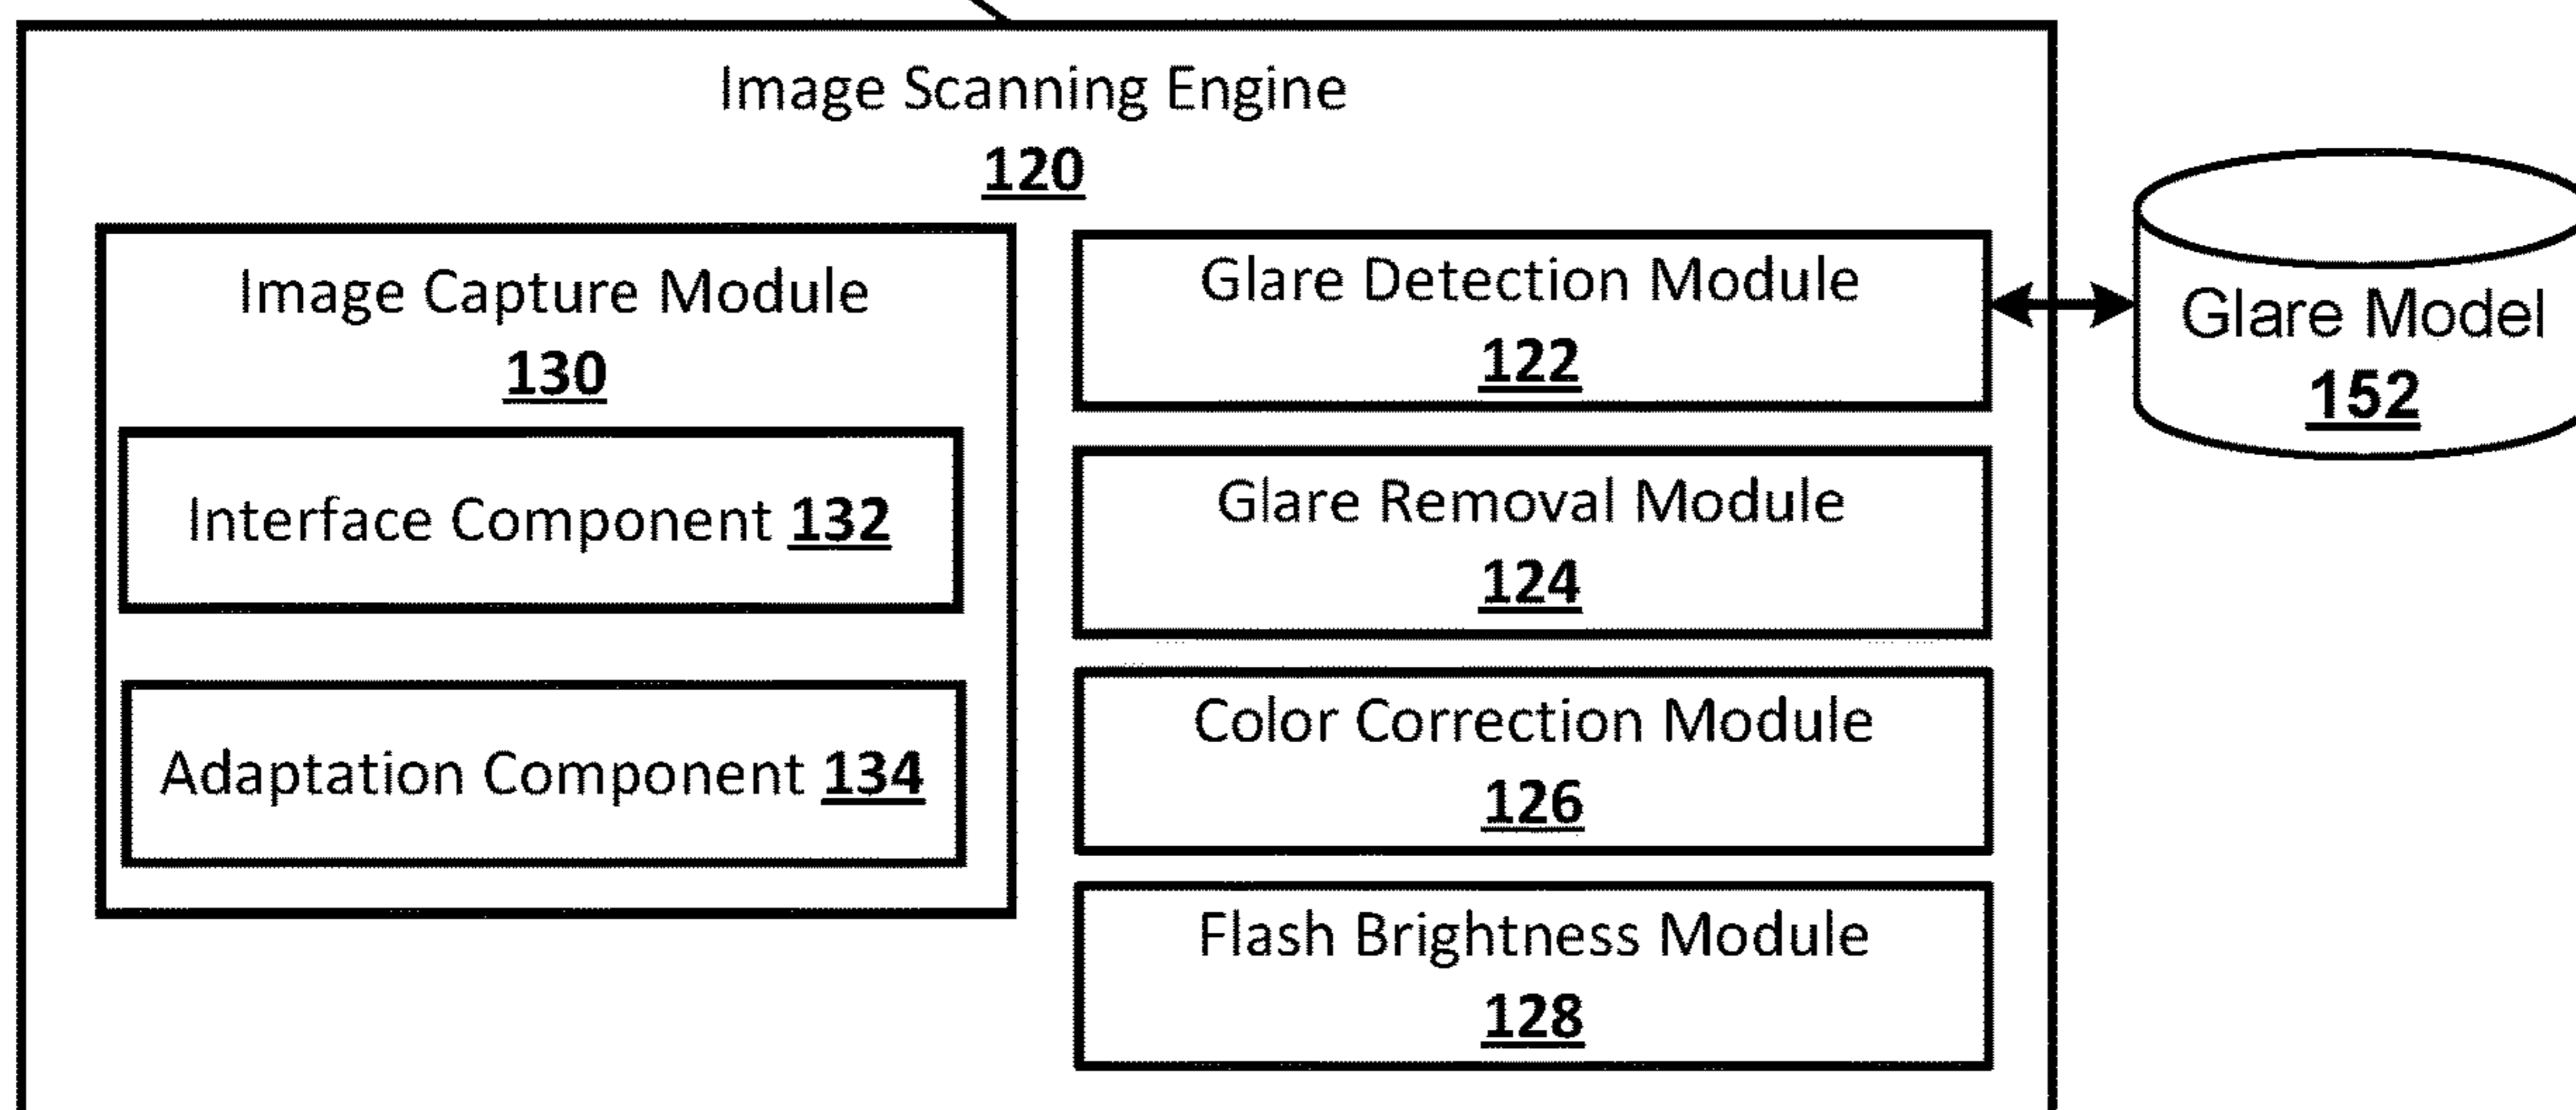 Image Scanning Engine
120
Image Capture Module
130
Interface Component 132
Adaptation Component 134
Glare Detection Module
122
Glare Removal Module
124
Color Correction Module
126
Flash Brightness Module
128
Glare Model
152